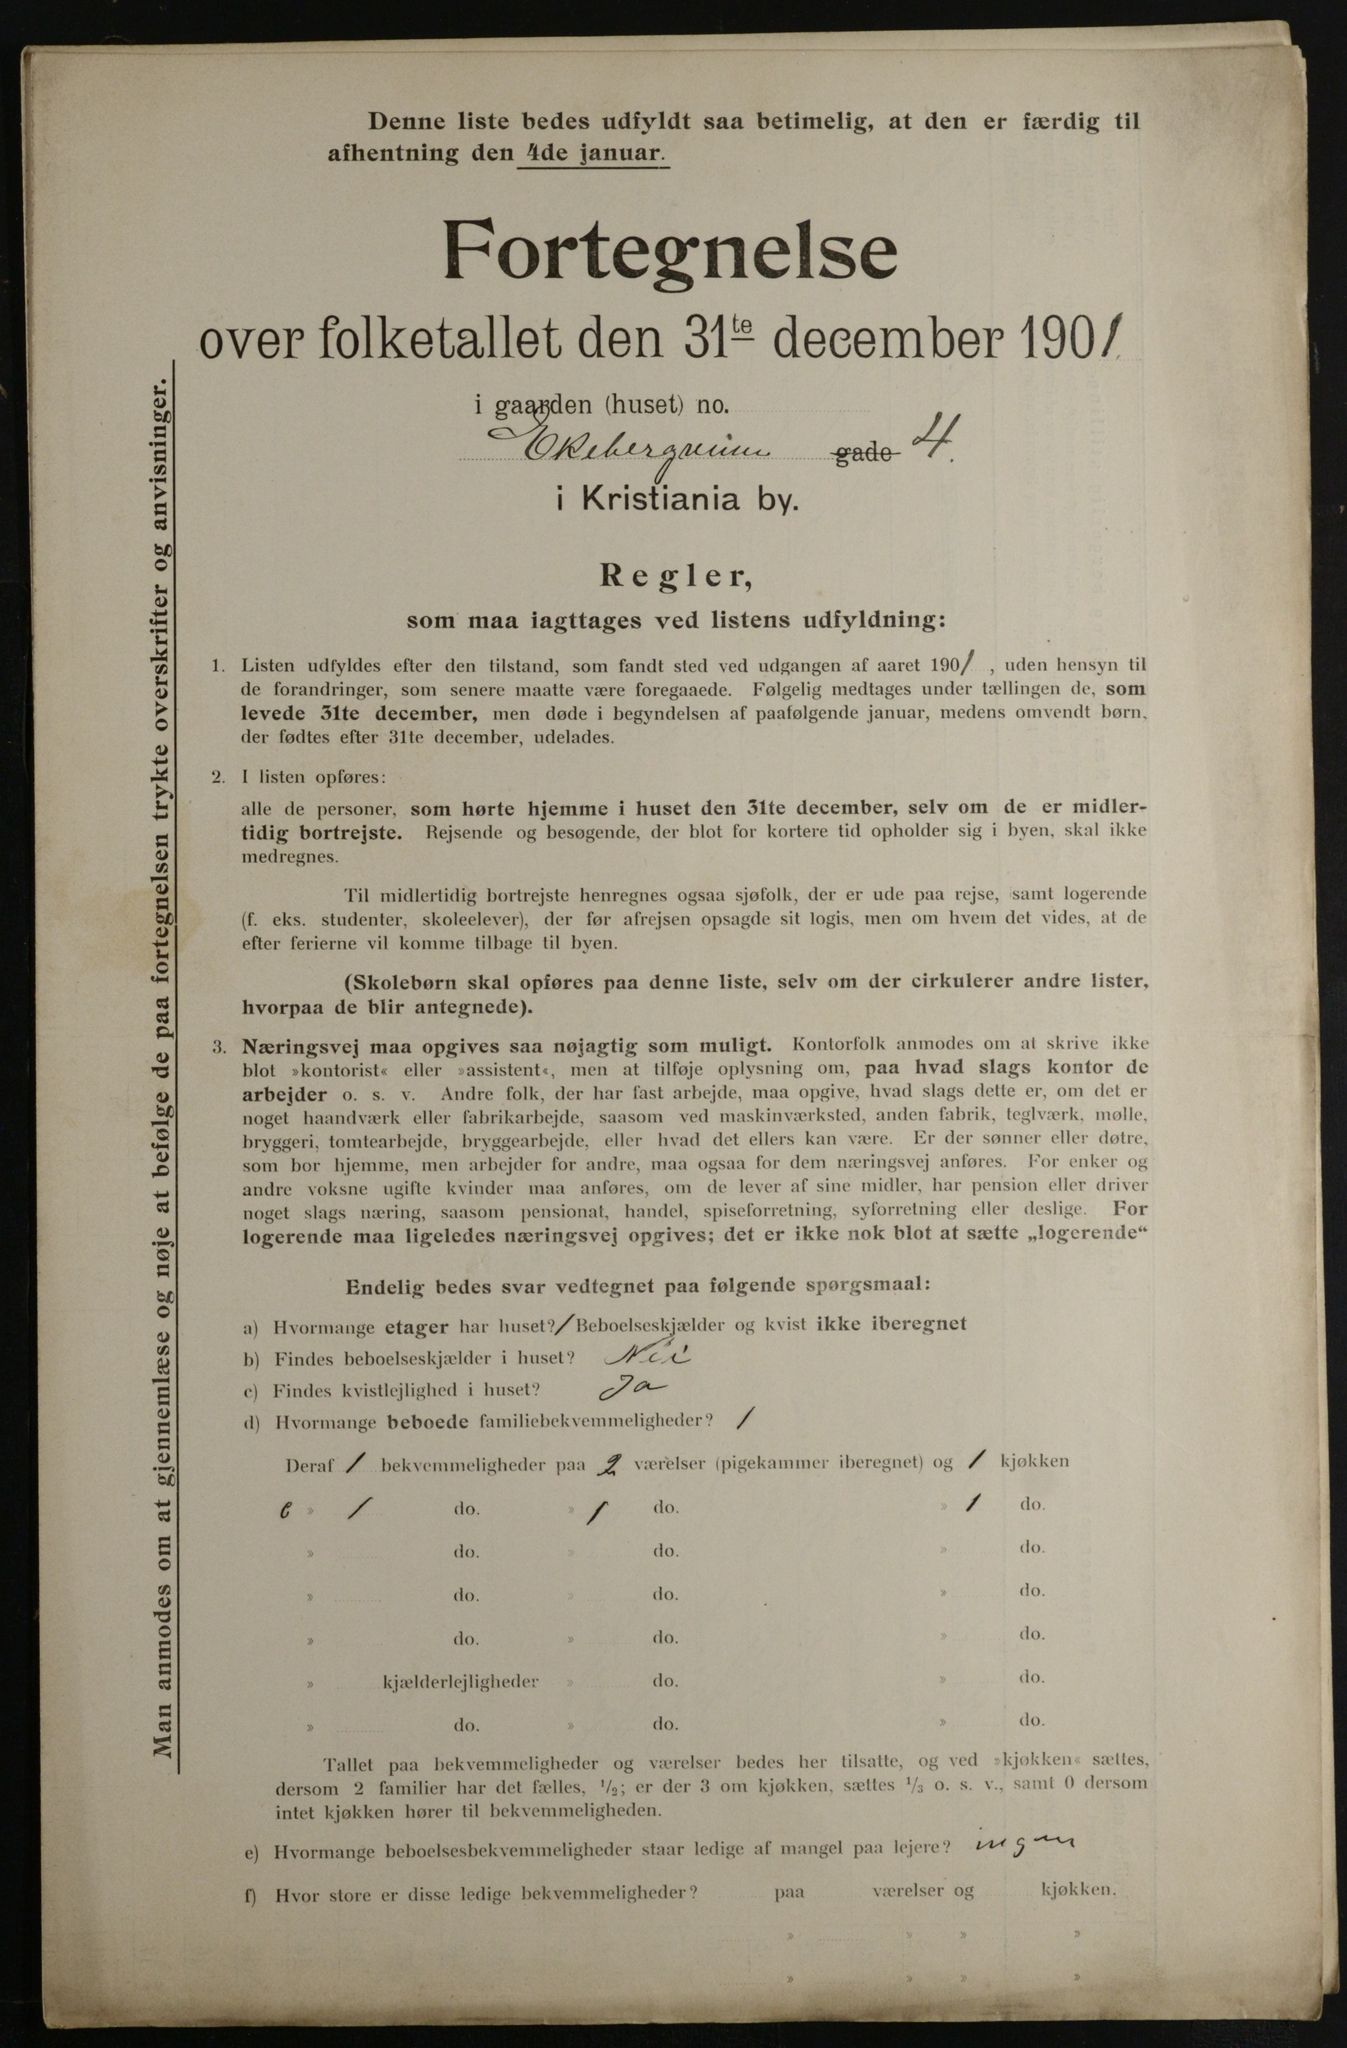 Denne liste bedes udfyldt saa betimelig, at den er færdig til
afhentning den 4de januar.
Fortegnelse
over folketallet den 31te december 1901
i gaarden (huset) no.
Ekebergveien gade 4.
i Kristiania by.
Regler,
som maa iagttages ved listens udfyldning:
1. Listen udfyldes efter den tilstand, som fandt sted ved udgangen af aaret 1901, uden hensyn til
de forandringer, som senere maatte være foregaaede. Følgelig medtages under tællingen de, som
levede 31te december, men døde i begyndelsen af paafølgende januar, medens omvendt børn,
der fødtes efter 31te december, udelades.
2. I listen opføres:
alle de personer, som hørte hjemme i huset den 31te december, selv om de er midler-
tidig bortrejste. Rejsende og besøgende, der blot for kortere tid opholder sig i byen, skal ikke
medregnes.
Til midlertidig bortrejste henregnes ogsaa sjøfolk, der er ude paa rejse, samt logerende
(f. eks. studenter, skoleelever), der før afrejsen opsagde sit logis, men om hvem det vides, at de
efter ferierne vil komme tilbage til byen.
(Skolebørn skal opføres paa denne liste, selv om der cirkulerer andre lister,
hvorpaa de blir antegnede).
3. Næringsvej maa opgives saa nøjagtig som muligt. Kontorfolk anmodes om at skrive ikke
blot »kontorist« eller »assistent«, men at tilføje oplysning om, paa hvad slags kontor de
arbejder o. s. v. Andre folk, der har fast arbejde, maa opgive, hvad slags dette er, om det er
noget haandværk eller fabrikarbejde, saasom ved maskinværksted, anden fabrik, teglværk, mølle,
bryggeri, tomtearbejde, bryggearbejde, eller hvad det ellers kan være. Er der sønner eller døtre,
som bor hjemme, men arbejder for andre, maa ogsaa for dem næringsvej anføres. For enker og
andre voksne ugifte kvinder maa anføres, om de lever af sine midler, har pension eller driver
noget slags næring, saasom pensionat, handel, spiseforretning, syforretning eller deslige. For
logerende maa ligeledes næringsvej opgives; det er ikke nok blot at sætte „logerende“
Endelig bedes svar vedtegnet paa følgende spørgsmaal:
a) Hvormange etager har huset? 1 Beboelseskjælder og kvist ikke iberegnet
b) Findes beboelseskjælder i huset? Nei
c) Findes kvistlejlighed i huset? Ja
d) Hvormange beboede familiebekvemmeligheder? 1
Deraf 1 bekvemmeligheder paa 2 værelser (pigekammer iberegnet) og 1 kjøkken
» 1 do. » 1 do. » 1 do.
» do. » do. » do.
» do. » do. » do.
» do. » do. » do.
» kjælderlejligheder » do. » do.
» do. » do. » do.
Tallet paa bekvemmeligheder og værelser bedes her tilsatte, og ved »kjøkken« sættes,
dersom 2 familier har det fælles, 1/2; er der 3 om kjøkken, sættes 1/3 o. s. v., samt 0 dersom
intet kjøkken hører til bekvemmeligheden.
e) Hvormange beboelsesbekvemmeligheder staar ledige af mangel paa lejere? ingen
f) Hvor store er disse ledige bekvemmeligheder? paa værelser og kjøkken.
» » » »
» » » »
Man anmodes om at gjennemlæse og nøje at befølge de paa fortegnelsen trykte overskrifter og anvisninger.